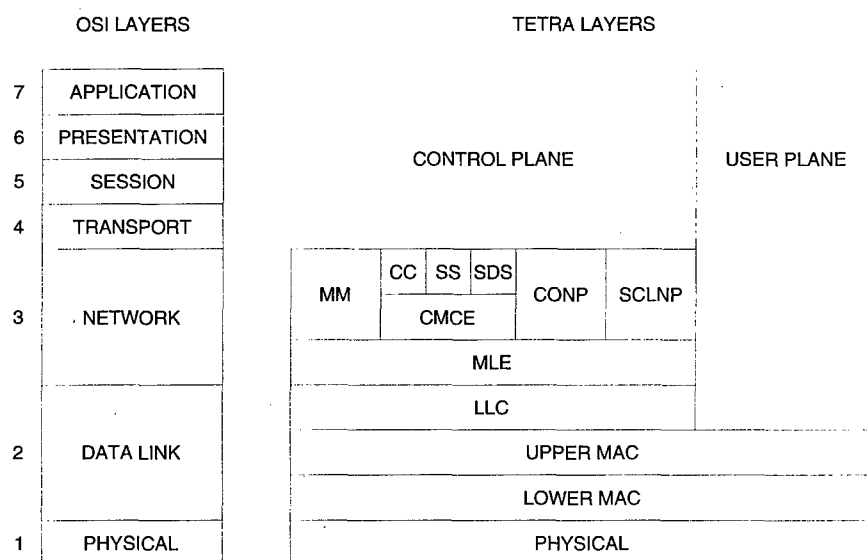 OSI LAYERS TETRA LAYERS
7 APPLICATION
6 PRESENTATION
CONTROL PLANE USER PLANE
5 SESSION
4 TRANSPORT
CC SS SDS
MM CONP SCLNP
3 NETWORK CMCE
MLE
LLC
2 DATA LINK UPPER MAC
LOWER MAC
1 PHYSICAL PHYSICAL